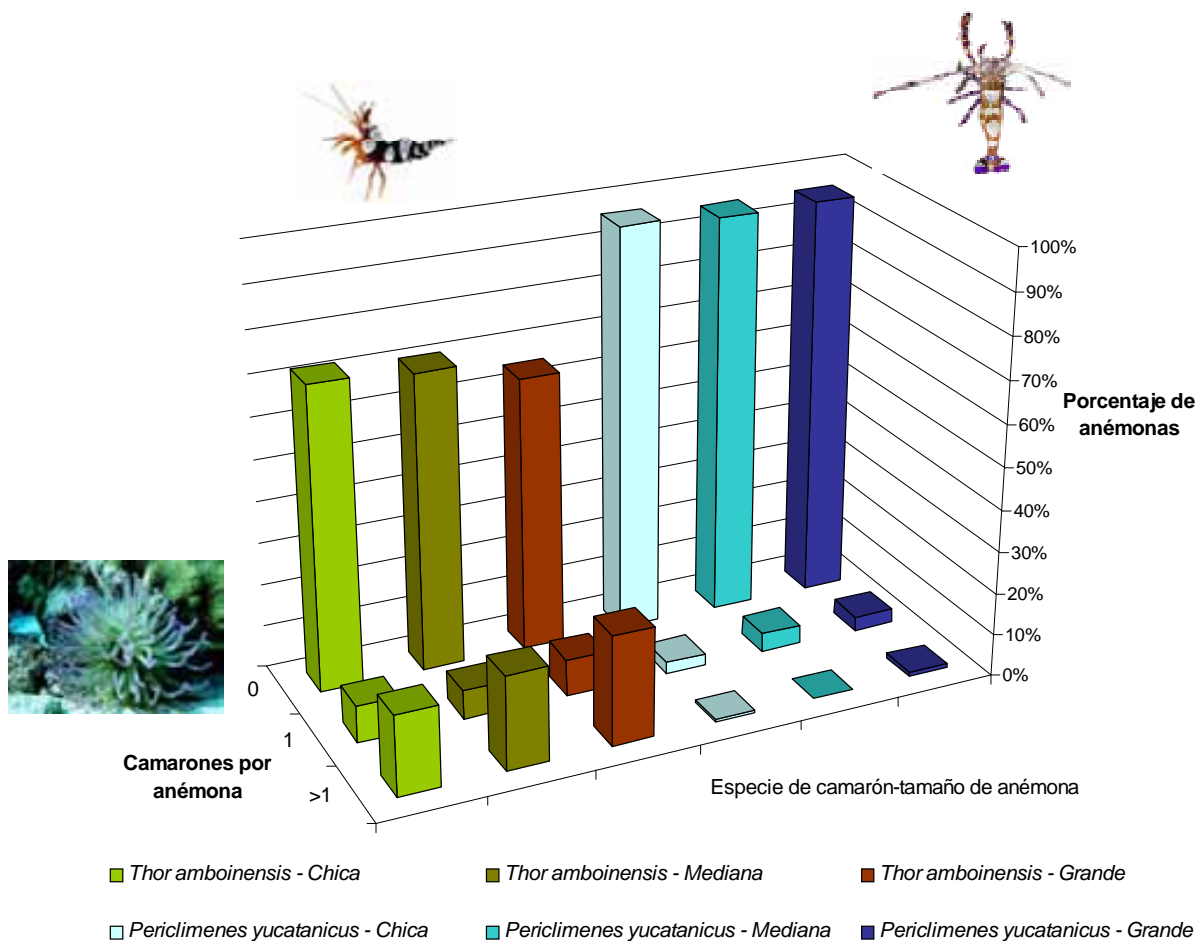 100%
90%
80%
70%
60%
50%
40%
30%
20%
10%
0%
Porcentaje de
anémonas
0
1
>1
Camarones por
anémona
Especie de camarón-tamaño de anémona
Thor amboinensis - Chica
Thor amboinensis - Mediana
Thor amboinensis - Grande
Periclimenes yucatanicus - Chica
Periclimenes yucatanicus - Mediana
Periclimenes yucatanicus - Grande